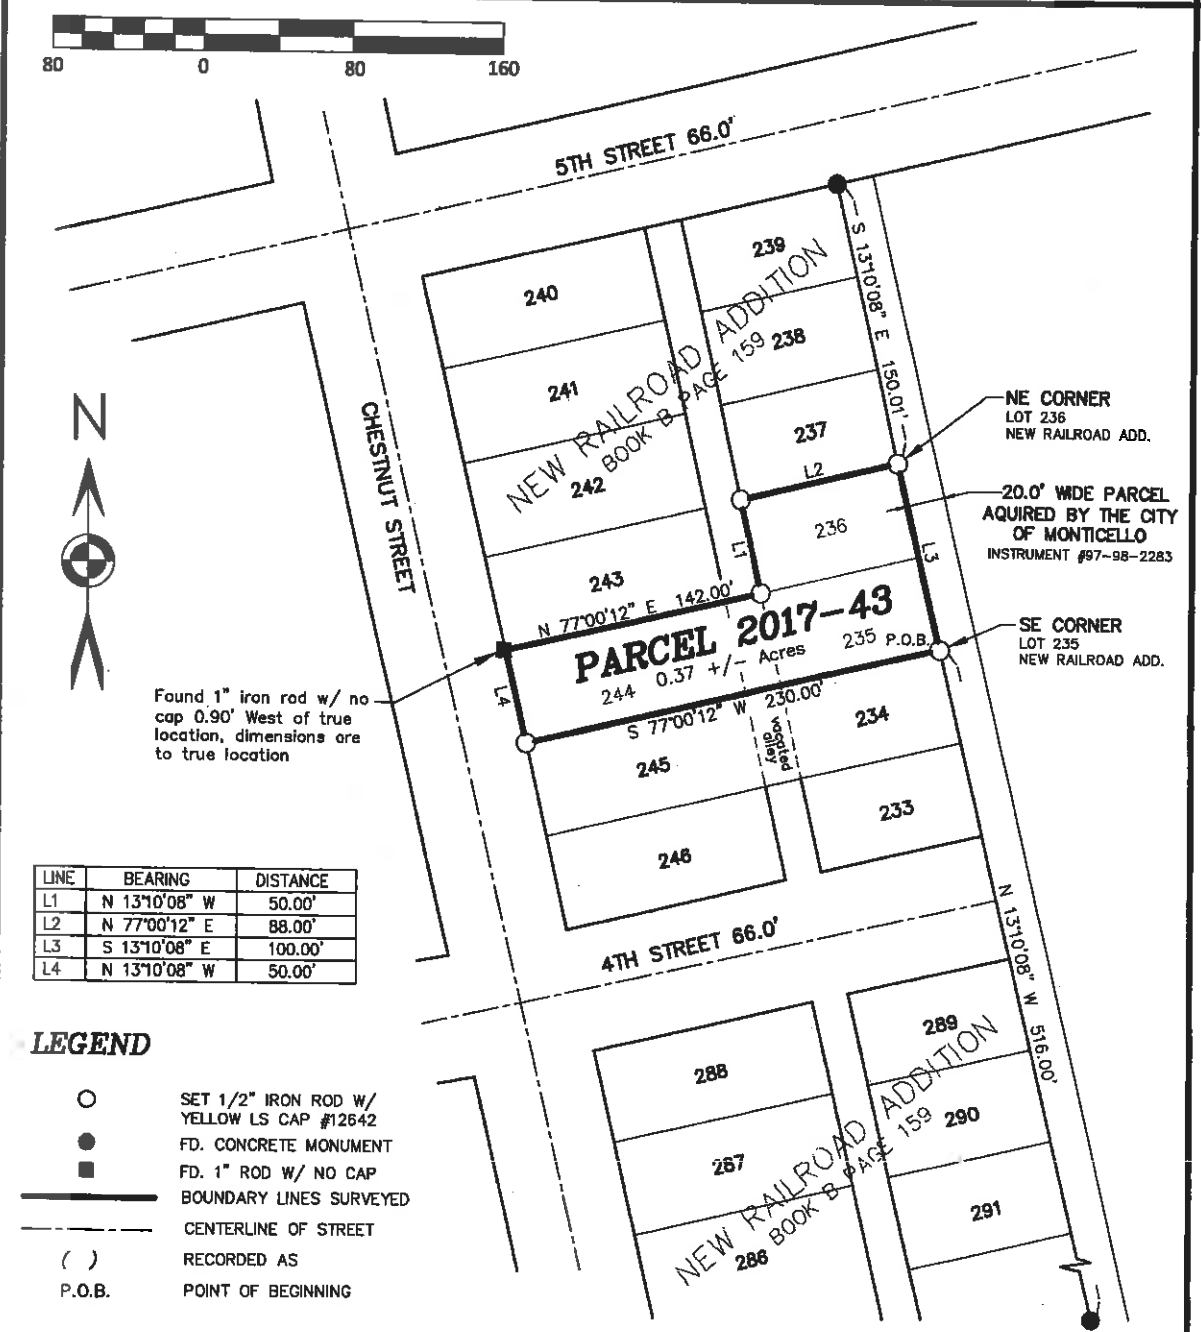 80 0 80 160
5TH STREET 66.0'
239
240
S 13°10'08" E 150.01'
NEW RAILROAD ADDITION
BOOK B PAGE 159
238
241
N
CHESTNUT STREET
237
NE CORNER
LOT 236
NEW RAILROAD ADD.
L2
242
20.0' WIDE PARCEL
AQUIRED BY THE CITY
OF MONTICELLO
INSTRUMENT #97-98-2283
236
L1
L3
243
N 77°00'12" E 142.00'
PARCEL 2017-43
244 0.37 +/- Acres 235 P.O.B.
SE CORNER
LOT 235
NEW RAILROAD ADD.
Found 1" iron rod w/ no
cap 0.90' West of true
location, dimensions are
to true location
L4
S 77°00'12" W 230.00'
vacated
alley
234
245
233
246
LINE BEARING DISTANCE
L1 N 13°10'08" W 50.00'
L2 N 77°00'12" E 88.00'
L3 S 13°10'08" E 100.00'
L4 N 13°10'08" W 50.00'
4TH STREET 66.0'
N 13°10'08" W 516.00'
289
288
NEW RAILROAD ADDITION
BOOK B PAGE 159
290
287
291
286
LEGEND
SET 1/2" IRON ROD W/
YELLOW LS CAP #12642
FD. CONCRETE MONUMENT
FD. 1" ROD W/ NO CAP
BOUNDARY LINES SURVEYED
CENTERLINE OF STREET
( ) RECORDED AS
P.O.B. POINT OF BEGINNING